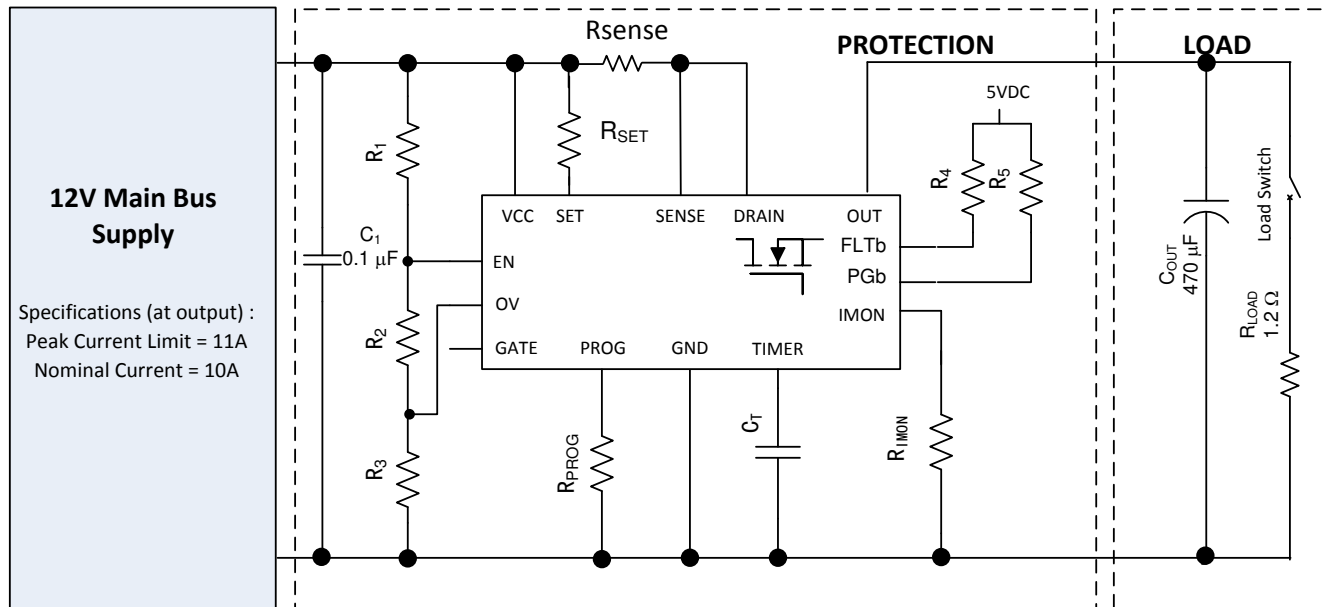 12V Main Bus
Supply
Specifications (at output) :
Peak Current Limit = 11A
Nominal Current = 10A
Rsense
PROTECTION
LOAD
5VDC
R1
RSET
R4
R5
VCC
SET
SENSE
DRAIN
OUT
FLTb
PGb
IMON
EN
OV
GATE
PROG
GND
TIMER
C1
0.1 μF
R2
R3
RPROG
CT
RIMON
COUT
470 μF
Load Switch
RLOAD
1.2 Ω